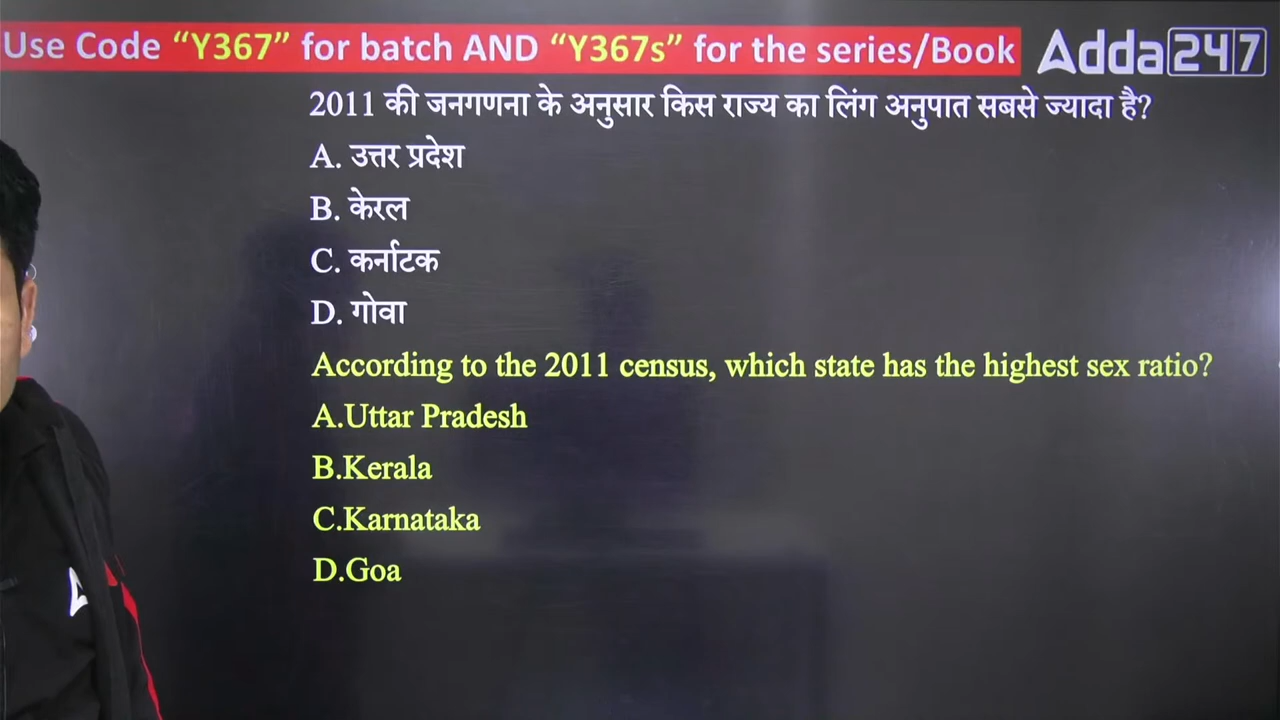 Use Code “Y367” for batch AND “Y367s” for the series/Book
Adda247
2011 की जनगणना के अनुसार किस राज्य का लिंग अनुपात सबसे ज्यादा है?
A. उत्तर प्रदेश
B. केरल
C. कर्नाटक
D. गोवा
According to the 2011 census, which state has the highest sex ratio?
A.Uttar Pradesh
B.Kerala
C.Karnataka
D.Goa